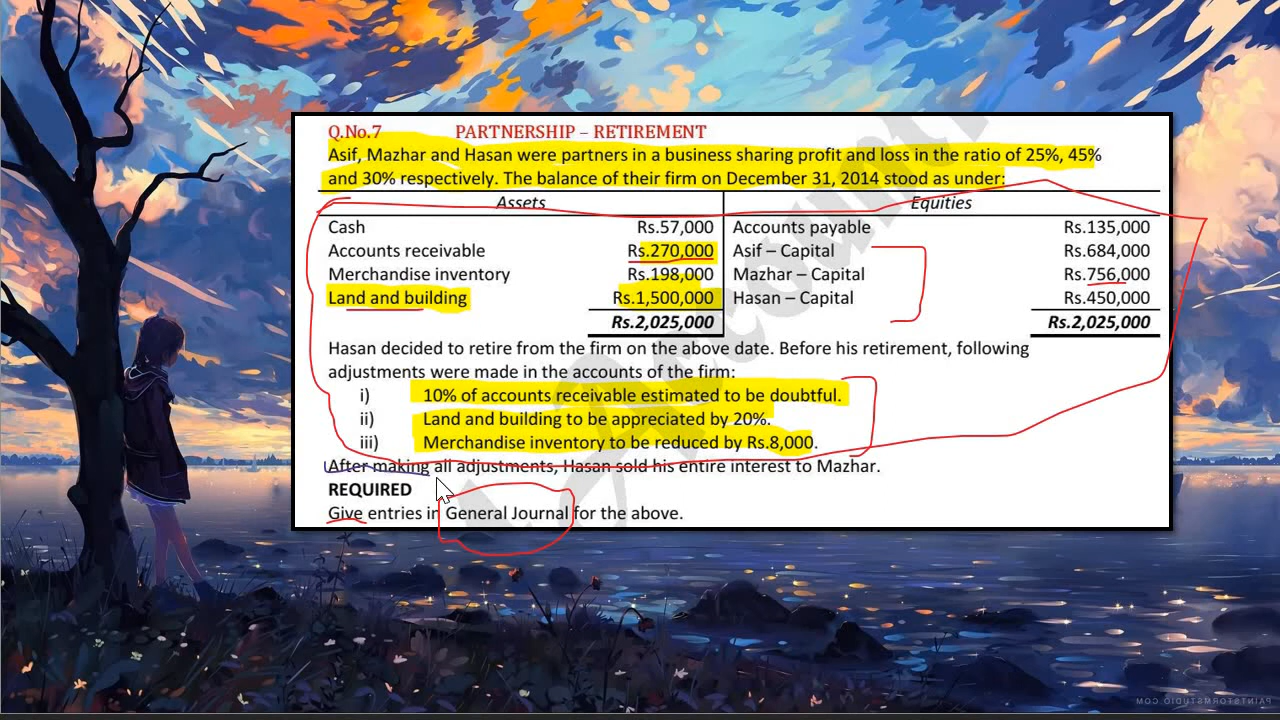 Q.No.7 PARTNERSHIP – RETIREMENT
Asif, Mazhar and Hasan were partners in a business sharing profit and loss in the ratio of 25%, 45%
and 30% respectively. The balance of their firm on December 31, 2014 stood as under:
Assets Equities
Cash Rs.57,000 Accounts payable Rs.135,000
Accounts receivable Rs.270,000 Asif – Capital Rs.684,000
Merchandise inventory Rs.198,000 Mazhar – Capital Rs.756,000
Land and building Rs.1,500,000 Hasan – Capital Rs.450,000
Rs.2,025,000 Rs.2,025,000
Hasan decided to retire from the firm on the above date. Before his retirement, following
adjustments were made in the accounts of the firm:
i) 10% of accounts receivable estimated to be doubtful.
ii) Land and building to be appreciated by 20%.
iii) Merchandise inventory to be reduced by Rs.8,000.
After making all adjustments, Hasan sold his entire interest to Mazhar.
REQUIRED
Give entries in General Journal for the above.
PAINTSTORMSTUDIO.COM